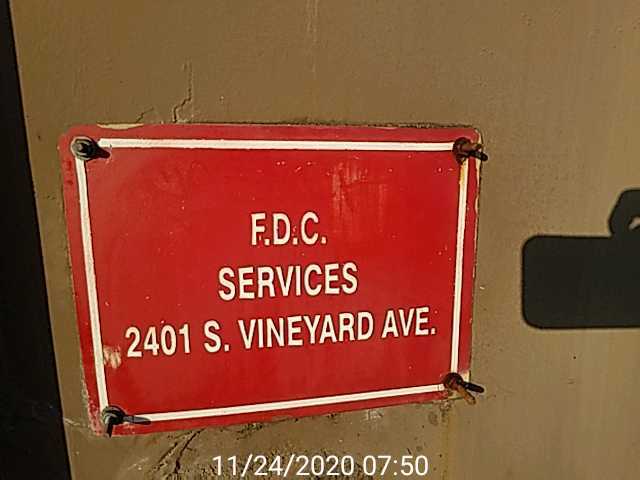 F.D.C.
SERVICES
2401 S. VINEYARD AVE.
11/24/2020 07:50